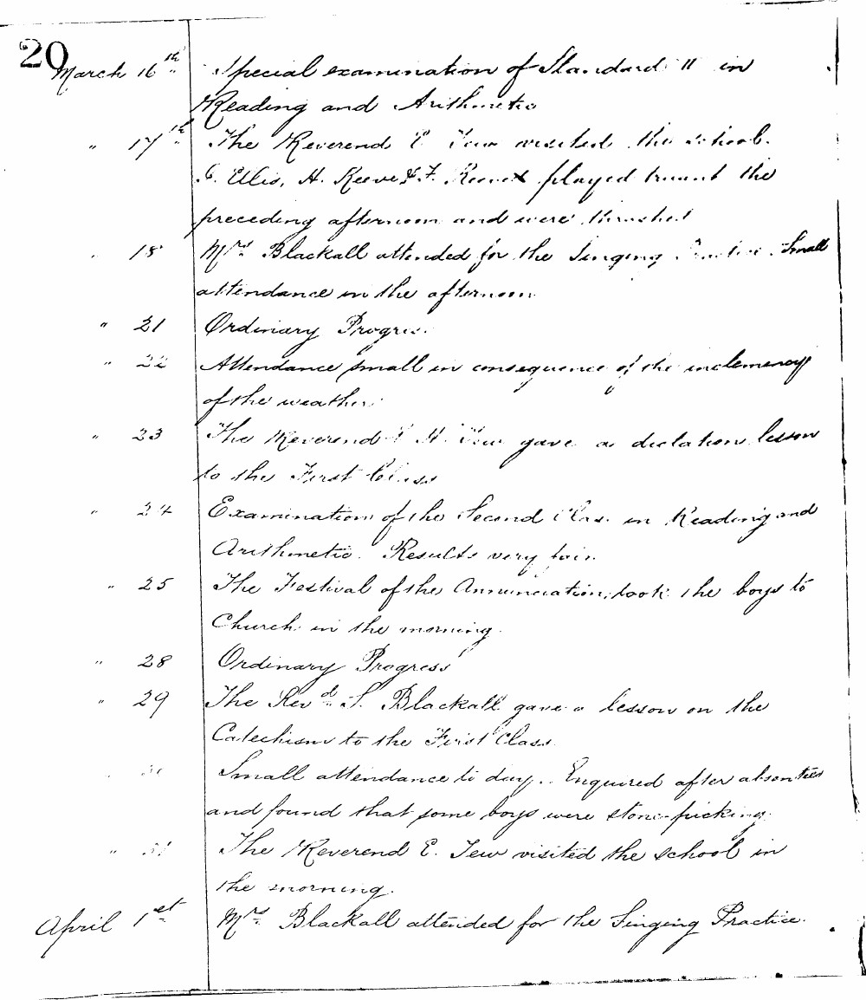 20
March 16th Special examination of Standard II in
Reading and Arithmetic
" 17th The Reverend E Tew visited the school.
Ellis, H. Reeve & F. Reeve played truant the
preceding afternoon and were thrashed
" 18 Mrs. Blackall attended for the Singing Practice. Small
attendance in the afternoon
" 21 Ordinary Progress
" 22 Attendance small in consequence of the inclemency
of the weather.
" 23 The Reverend E H. Tew gave a dictation lesson
to the First Class
" 24 Examination of the Second Class in Reading and
Arithmetic. Results very fair.
" 25 The Festival of the Annunciation, took the boys to
Church in the morning.
" 28 Ordinary Progress
" 29 The Revd. S. Blackall gave a lesson on the
Catechism to the First Class.
Small attendance to day. Enquired after absentees
and found that some boys were stone-picking.
" 31 The Reverend E. Tew visited the school in
the morning.
April 1st Mrs. Blackall attended for the Singing Practice.